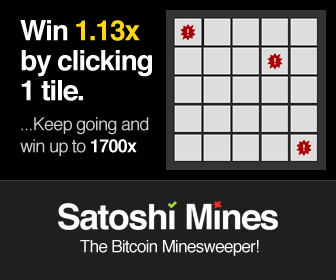 Win 1.13x
by clicking
1 tile.
...Keep going and
win up to 1700x
!
!
!
Satoshi Mines
The Bitcoin Minesweeper!